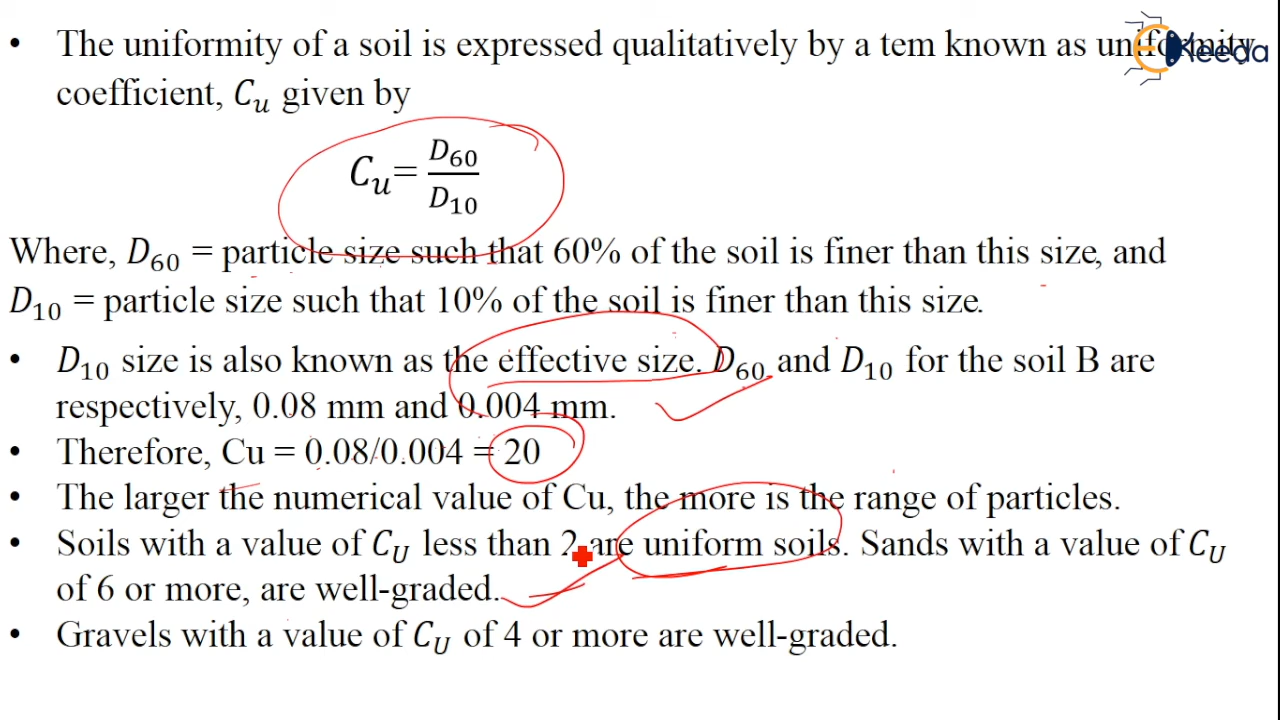 • The uniformity of a soil is expressed qualitatively by a tem known as uniformity
Keeda
coefficient, Cᵤ given by
Cᵤ= D₆₀/D₁₀
Where, D₆₀ = particle size such that 60% of the soil is finer than this size, and
D₁₀ = particle size such that 10% of the soil is finer than this size.
• D₁₀ size is also known as the effective size. D₆₀ and D₁₀ for the soil B are
respectively, 0.08 mm and 0.004 mm.
• Therefore, Cu = 0.08/0.004 = 20
• The larger the numerical value of Cu, the more is the range of particles.
• Soils with a value of C_U less than 2 are uniform soils. Sands with a value of C_U
of 6 or more, are well-graded.
• Gravels with a value of C_U of 4 or more are well-graded.